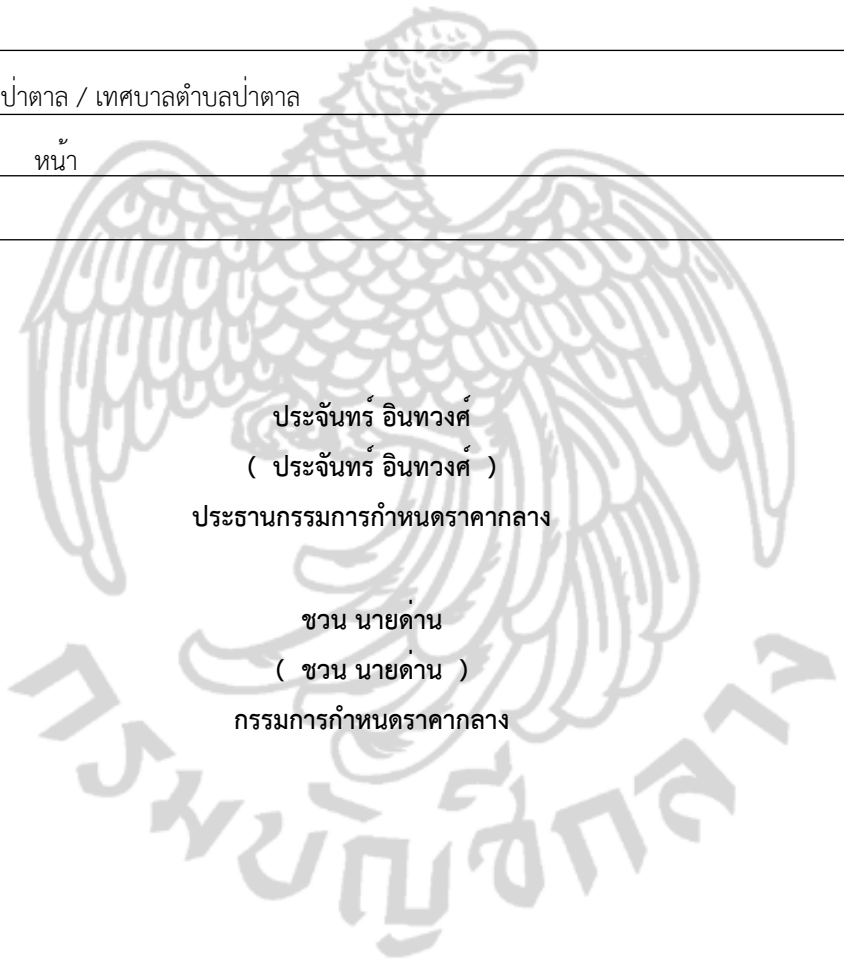 ป่าตาล / เทศบาลตำบลป่าตาล
หน้า
ประจันทร์ อินทวงศ์
( ประจันทร์ อินทวงศ์ )
ประธานกรรมการกำหนดราคากลาง
ชวน นายด่าน
( ชวน นายด่าน )
กรรมการกำหนดราคากลาง
กรมบัญชีกลาง